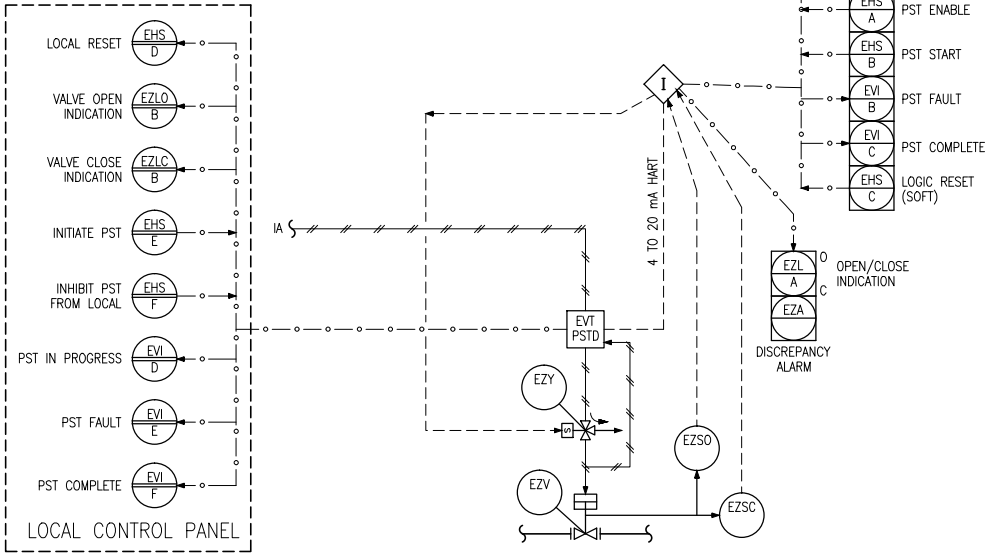 LOCAL RESET
EHS
D
VALVE OPEN
INDICATION
EZLO
B
VALVE CLOSE
INDICATION
EZLC
B
INITIATE PST
EHS
E
INHIBIT PST
FROM LOCAL
EHS
F
PST IN PROGRESS
EVI
D
PST FAULT
EVI
E
PST COMPLETE
EVI
F
LOCAL CONTROL PANEL
IA
I
4 TO 20 mA HART
EVT
PSTD
EZY
S
EZV
EZSO
EZSC
EHS
A
PST ENABLE
EHS
B
PST START
EVI
B
PST FAULT
EVI
C
PST COMPLETE
EHS
C
LOGIC RESET
(SOFT)
EZL
A
O
C
OPEN/CLOSE
INDICATION
EZA
DISCREPANCY
ALARM